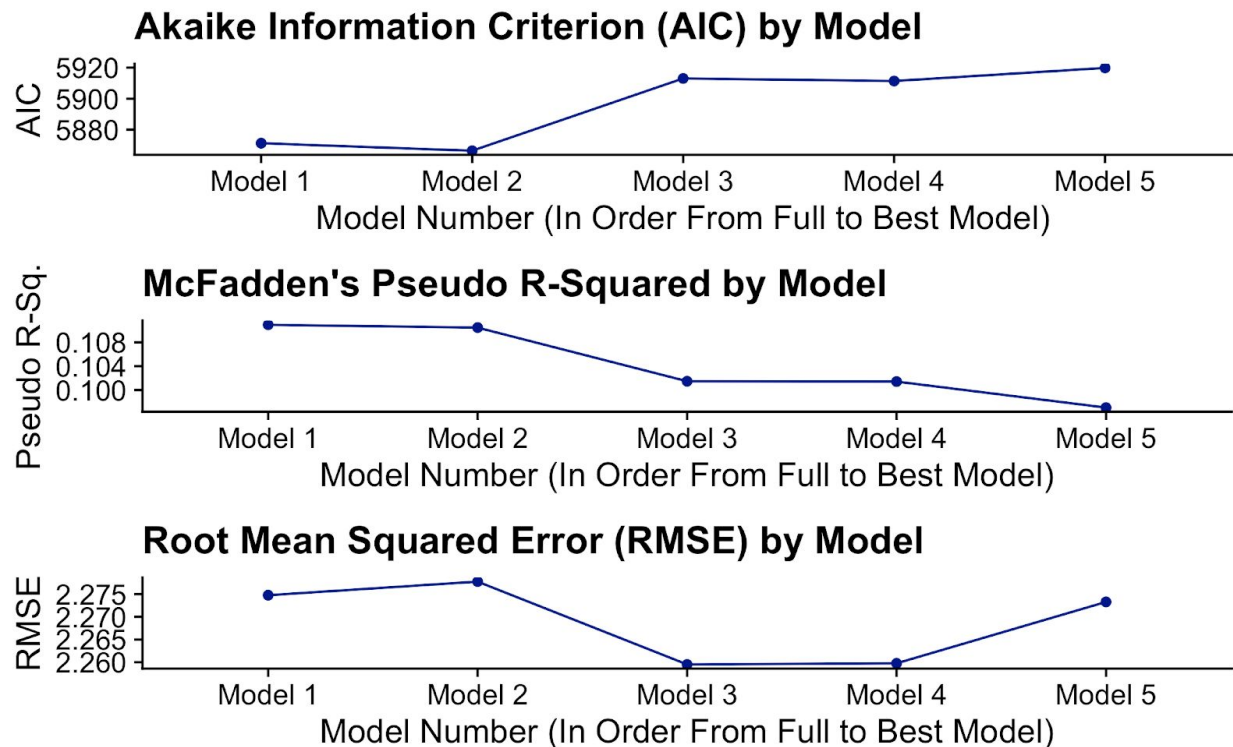 Akaike Information Criterion (AIC) by Model
AIC
5920
5900
5880
Model 1 Model 2 Model 3 Model 4 Model 5
Model Number (In Order From Full to Best Model)
McFadden's Pseudo R-Squared by Model
Pseudo R-Sq.
0.108
0.104
0.100
Model 1 Model 2 Model 3 Model 4 Model 5
Model Number (In Order From Full to Best Model)
Root Mean Squared Error (RMSE) by Model
RMSE
2.275
2.270
2.265
2.260
Model 1 Model 2 Model 3 Model 4 Model 5
Model Number (In Order From Full to Best Model)